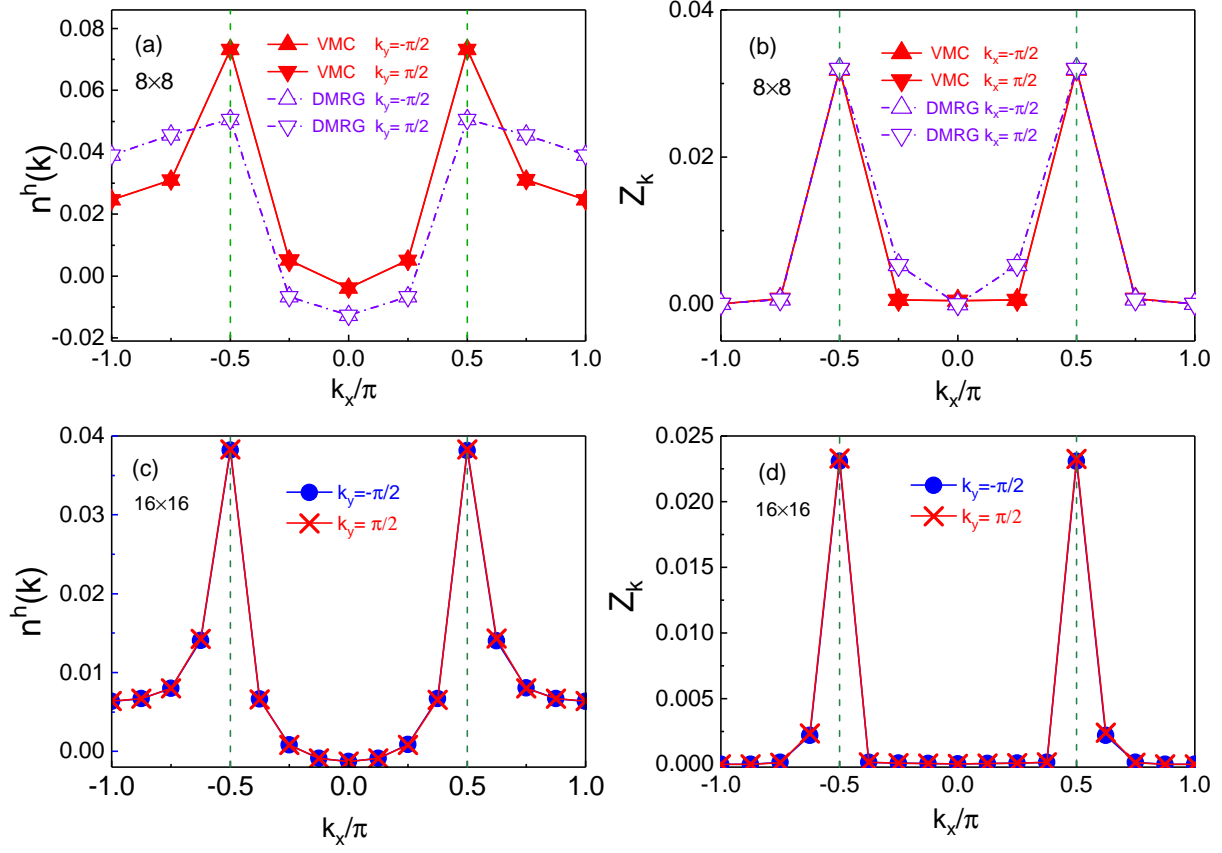 (a)
8×8
VMC k_y=-π/2
VMC k_y= π/2
DMRG k_y=-π/2
DMRG k_y= π/2
n^h(k)
0.08
0.06
0.04
0.02
0.00
-0.02
-1.0 -0.5 0.0 0.5 1.0
k_x/π
(b)
8×8
VMC k_x=-π/2
VMC k_x= π/2
DMRG k_x=-π/2
DMRG k_x= π/2
Z_k
0.04
0.02
0.00
-1.0 -0.5 0.0 0.5 1.0
k_x/π
(c)
16×16
k_y=-π/2
k_y= π/2
n^h(k)
0.04
0.03
0.02
0.01
0.00
-1.0 -0.5 0.0 0.5 1.0
k_x/π
(d)
16×16
k_y=-π/2
k_y= π/2
Z_k
0.025
0.020
0.015
0.010
0.005
0.000
-1.0 -0.5 0.0 0.5 1.0
k_x/π